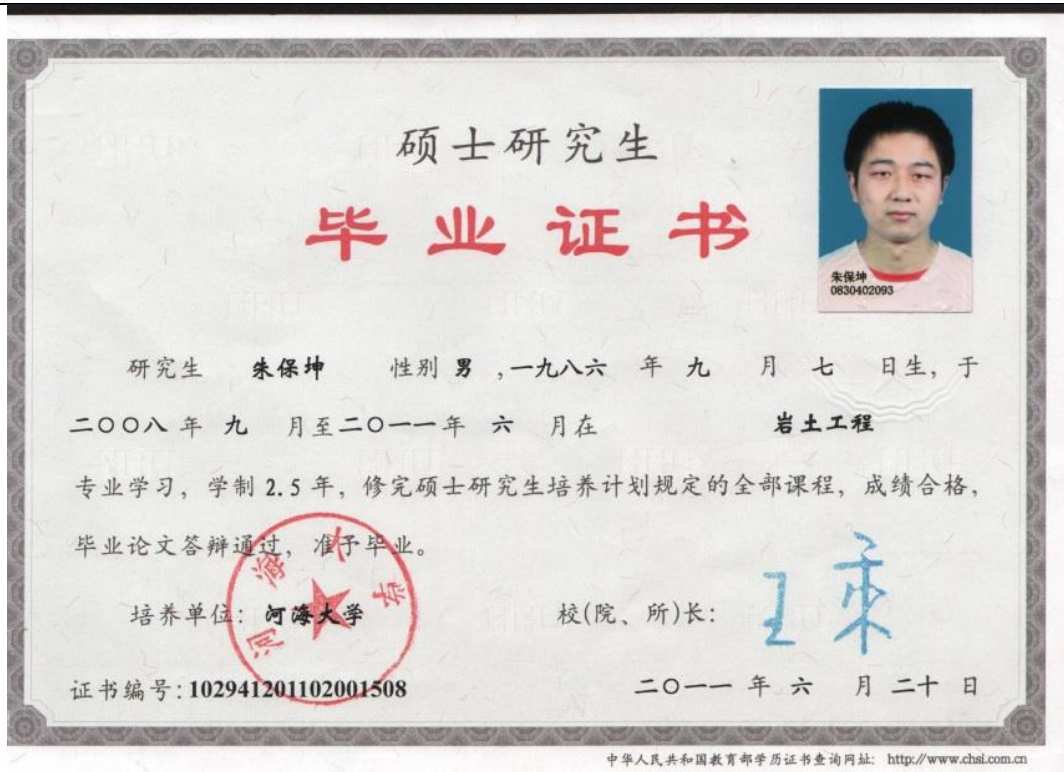 硕士研究生
毕业证书
朱保坤
0830402093
研究生 朱保坤 性别 男 ,一九八六 年 九 月 七 日生, 于
二〇〇八 年 九 月至二〇一一年 六 月在 岩土工程
专业学习, 学制 2.5 年, 修完硕士研究生培养计划规定的全部课程, 成绩合格,
毕业论文答辩通过, 准予毕业。
河海大学
培养单位: 河海大学 校(院、所)长:
证书编号:102941201102001508 二〇一一 年 六 月 二十 日
中华人民共和国教育部学历证书查询网址: http://www.chsi.com.cn